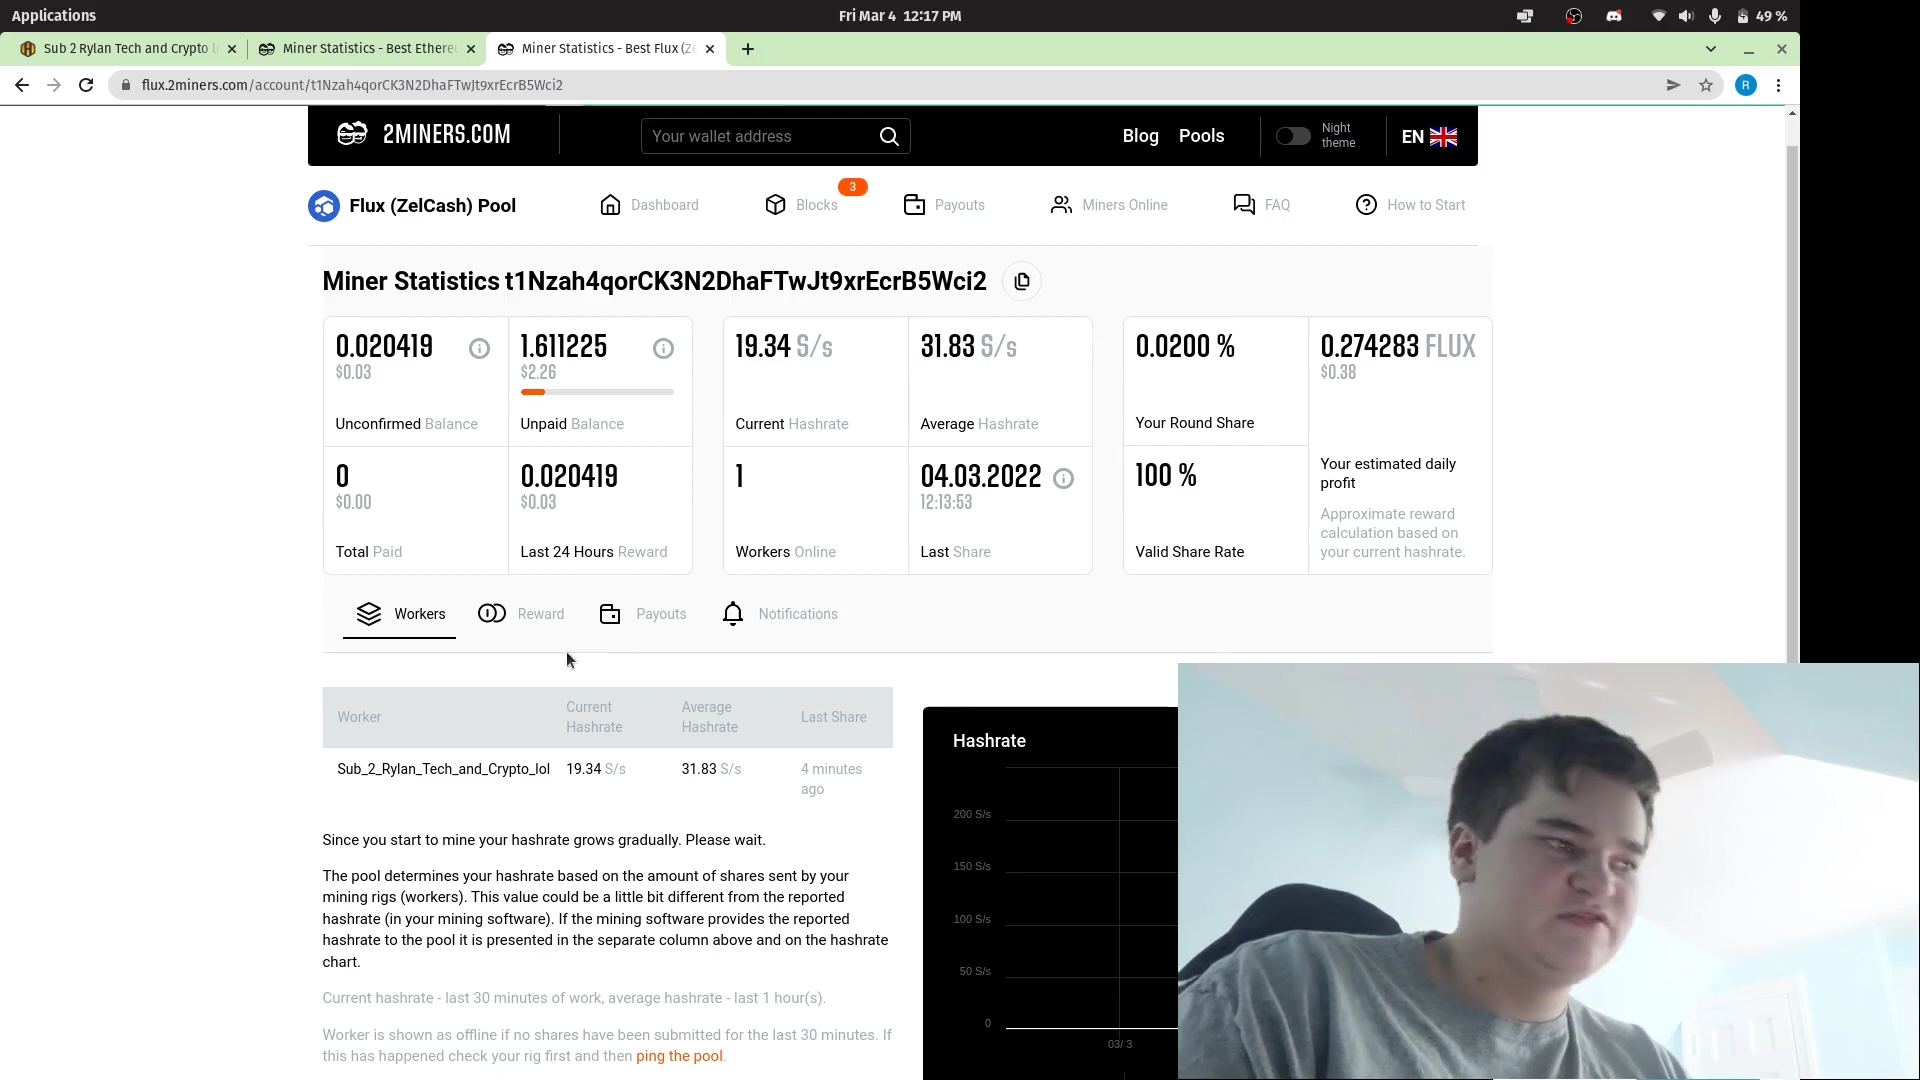 Applications
Fri Mar 4 12:17 PM
49 %
Sub 2 Rylan Tech and Crypto
Miner Statistics - Best Ethere
Miner Statistics - Best Flux (Ze
flux.2miners.com/account/t1Nzah4qorCK3N2DhaFTwJt9xrEcrB5Wci2
R
2MINERS.COM
Your wallet address
Blog
Pools
Night theme
EN
Flux (ZelCash) Pool
Dashboard
Blocks
3
Payouts
Miners Online
FAQ
How to Start
Miner Statistics t1Nzah4qorCK3N2DhaFTwJt9xrEcrB5Wci2
0.020419
$0.03
Unconfirmed Balance
1.611225
$2.26
Unpaid Balance
0
$0.00
Total Paid
0.020419
$0.03
Last 24 Hours Reward
19.34 S/s
Current Hashrate
31.83 S/s
Average Hashrate
1
Workers Online
04.03.2022
12:13:53
Last Share
0.0200 %
Your Round Share
100 %
Valid Share Rate
0.274283 FLUX
$0.38
Your estimated daily
profit
Approximate reward
calculation based on
your current hashrate.
Workers
Reward
Payouts
Notifications
Worker
Current Hashrate
Average Hashrate
Last Share
Sub_2_Rylan_Tech_and_Crypto_lol
19.34 S/s
31.83 S/s
4 minutes ago
Since you start to mine your hashrate grows gradually. Please wait.
The pool determines your hashrate based on the amount of shares sent by your
mining rigs (workers). This value could be a little bit different from the reported
hashrate (in your mining software). If the mining software provides the reported
hashrate to the pool it is presented in the separate column above and on the hashrate
chart.
Current hashrate - last 30 minutes of work, average hashrate - last 1 hour(s).
Worker is shown as offline if no shares have been submitted for the last 30 minutes. If
this has happened check your rig first and then ping the pool.
Hashrate
200 S/s
150 S/s
100 S/s
50 S/s
0
03/ 3